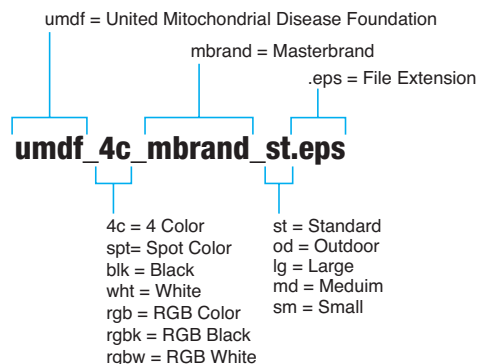 umdf = United Mitochondrial Disease Foundation
mbrand = Masterbrand
.eps = File Extension
umdf_4c_mbrand_st.eps
4c = 4 Color
spt= Spot Color
blk = Black
wht = White
rgb = RGB Color
rgbk = RGB Black
rgbw = RGB White
st = Standard
od = Outdoor
lg = Large
md = Meduim
sm = Small